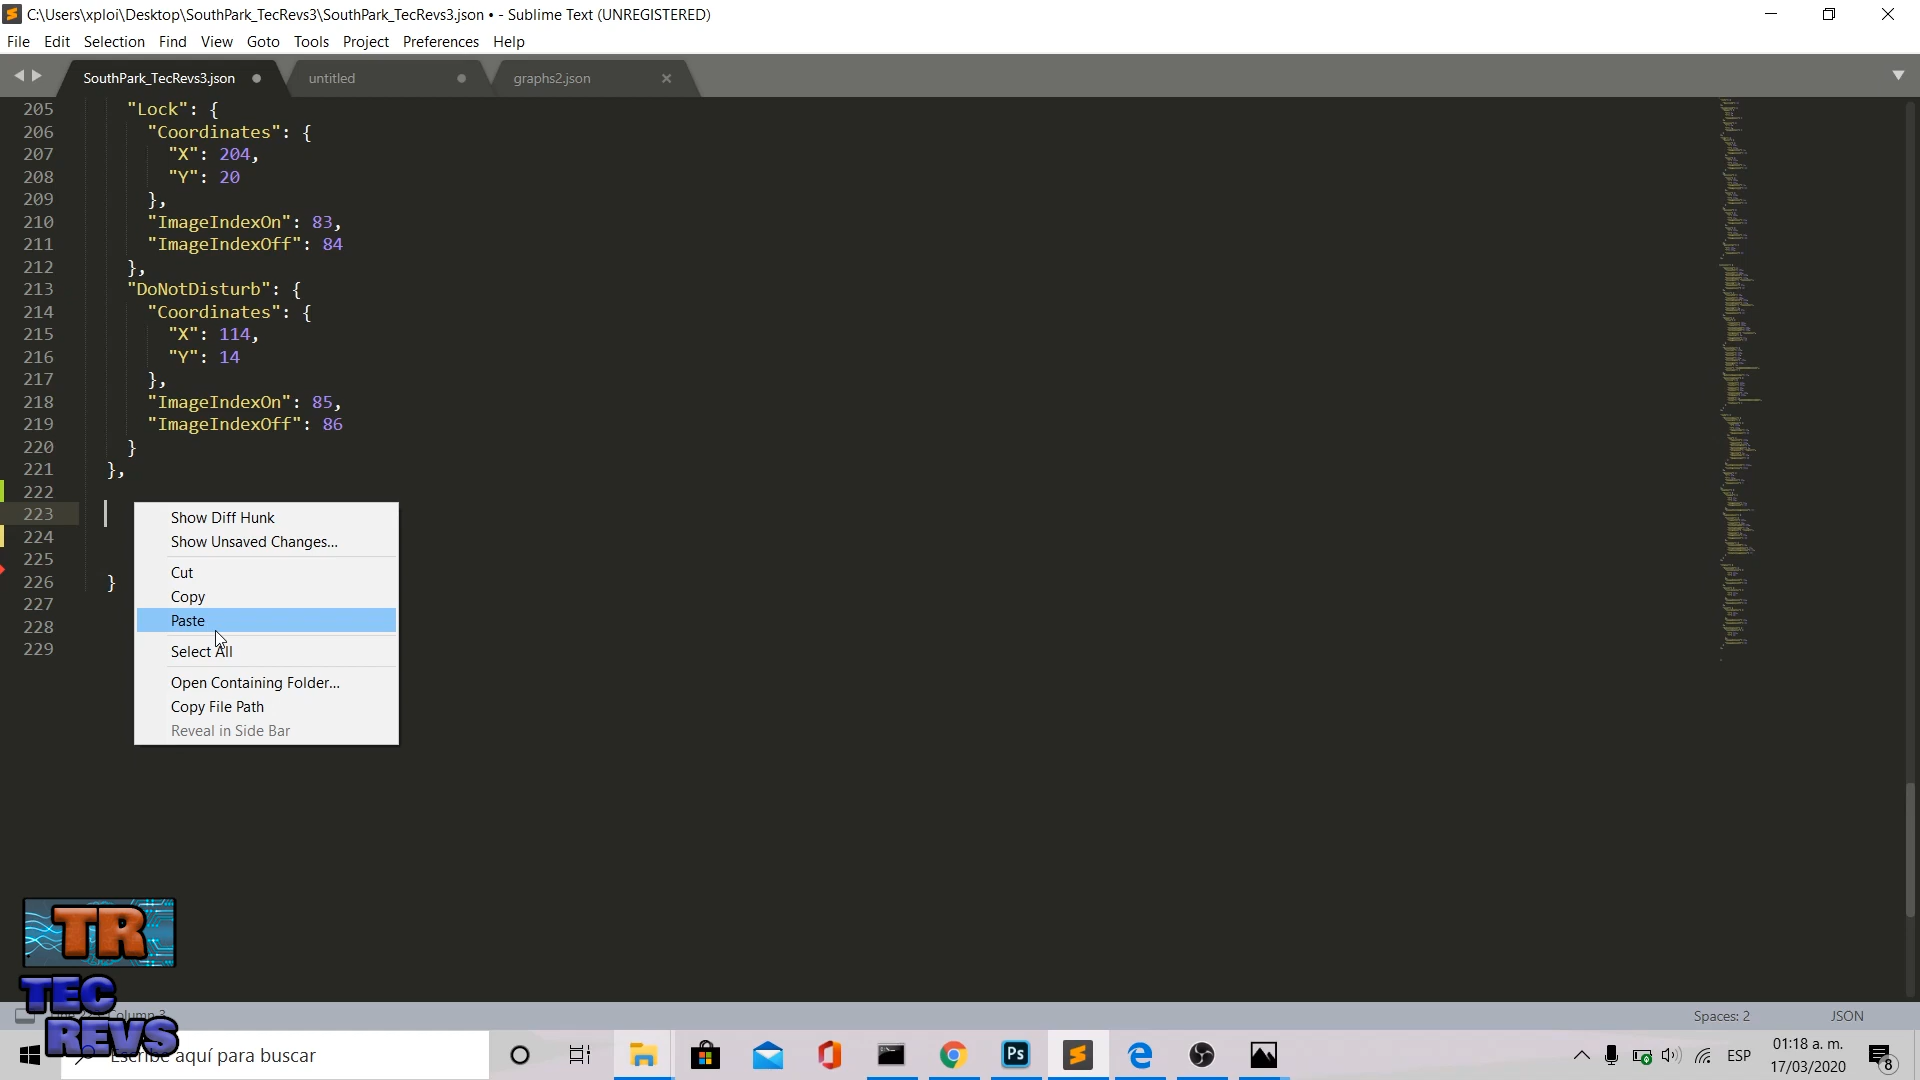 C:\Users\xploi\Desktop\SouthPark_TecRevs3\SouthPark_TecRevs3.json • - Sublime Text (UNREGISTERED)
File Edit Selection Find View Goto Tools Project Preferences Help
SouthPark_TecRevs3.json untitled graphs2.json
205 "Lock": {
206 "Coordinates": {
207 "X": 204,
208 "Y": 20
209 },
210 "ImageIndexOn": 83,
211 "ImageIndexOff": 84
212 },
213 "DoNotDisturb": {
214 "Coordinates": {
215 "X": 114,
216 "Y": 14
217 },
218 "ImageIndexOn": 85,
219 "ImageIndexOff": 86
220 }
221 },
222
223
224
225
226 }
227
228
229
Show Diff Hunk
Show Unsaved Changes...
Cut
Copy
Paste
Select All
Open Containing Folder...
Copy File Path
Reveal in Side Bar
TR
TEC
REVS
Column 3
Spaces: 2 JSON
Escribe aquí para buscar
Ps
ESP
01:18 a. m.
17/03/2020
8